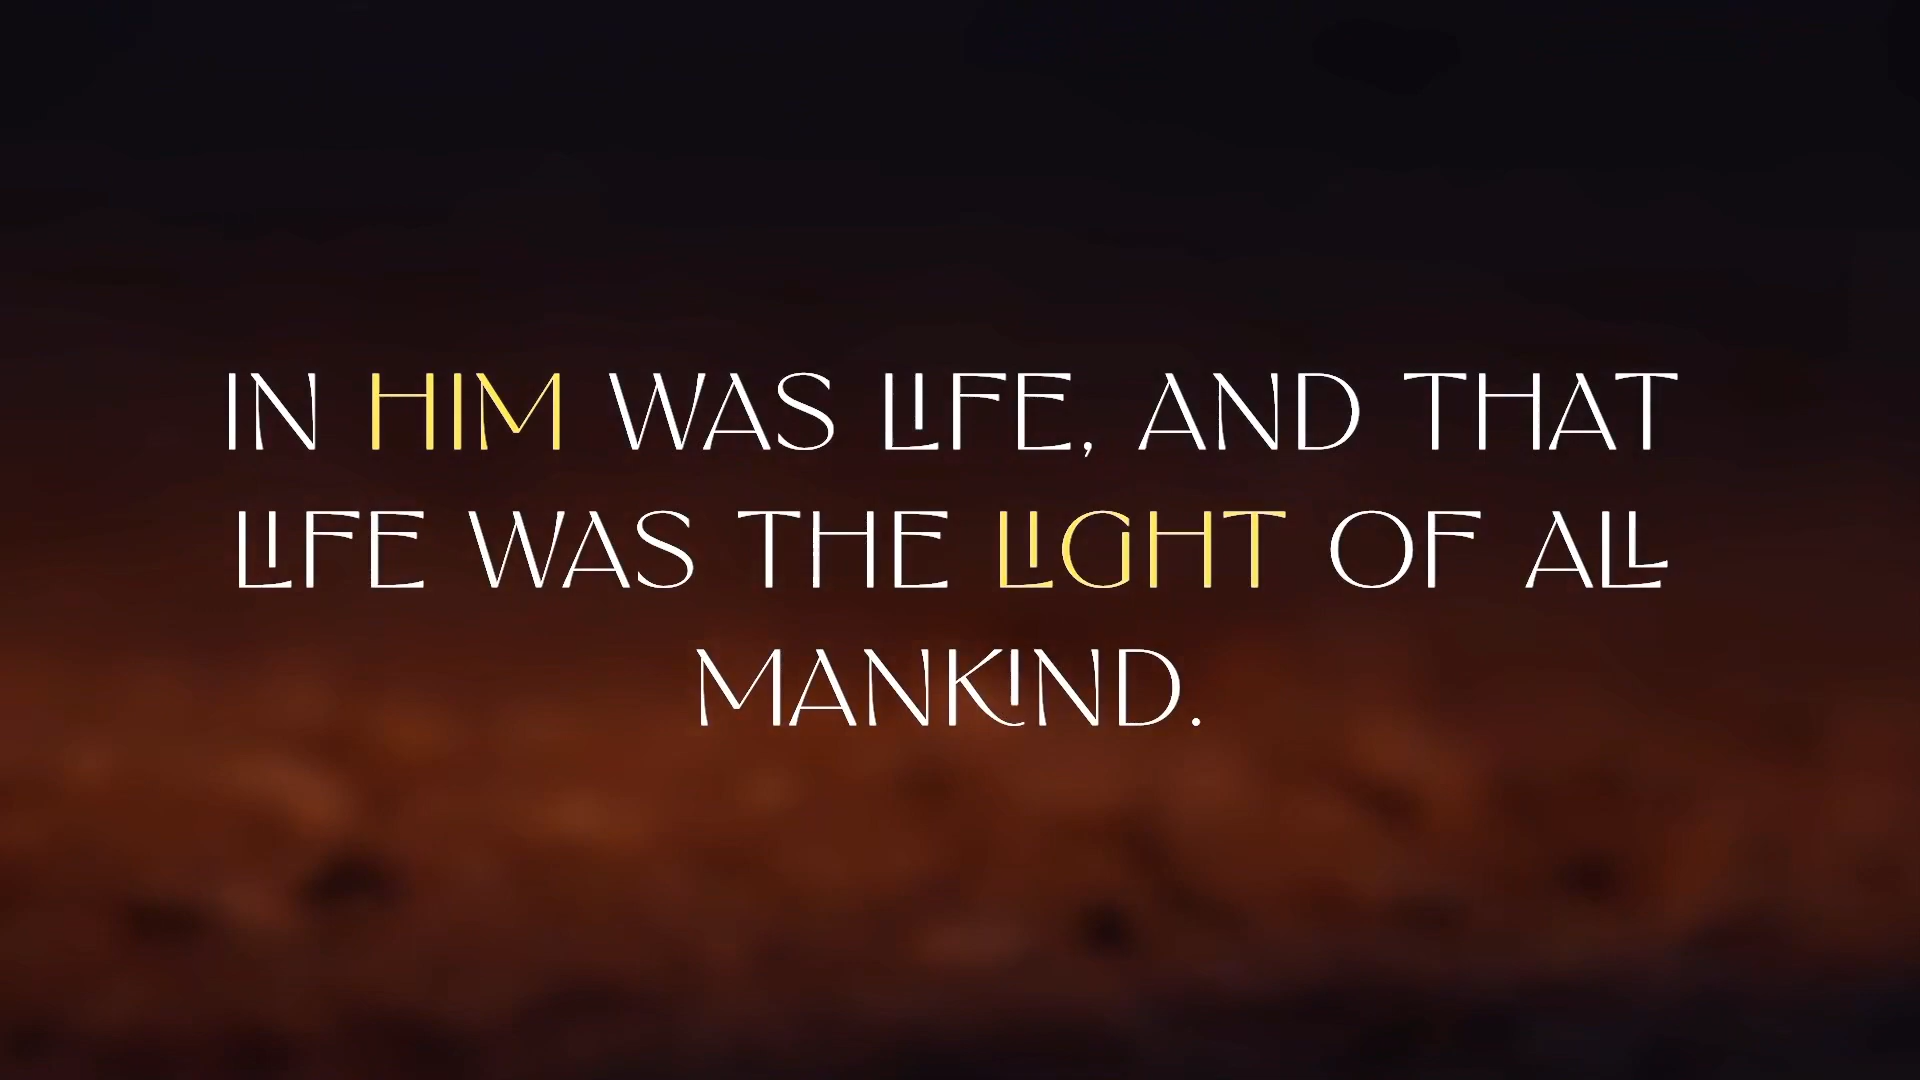 IN HIM WAS LIFE, AND THAT
LIFE WAS THE LIGHT OF ALL
MANKIND.